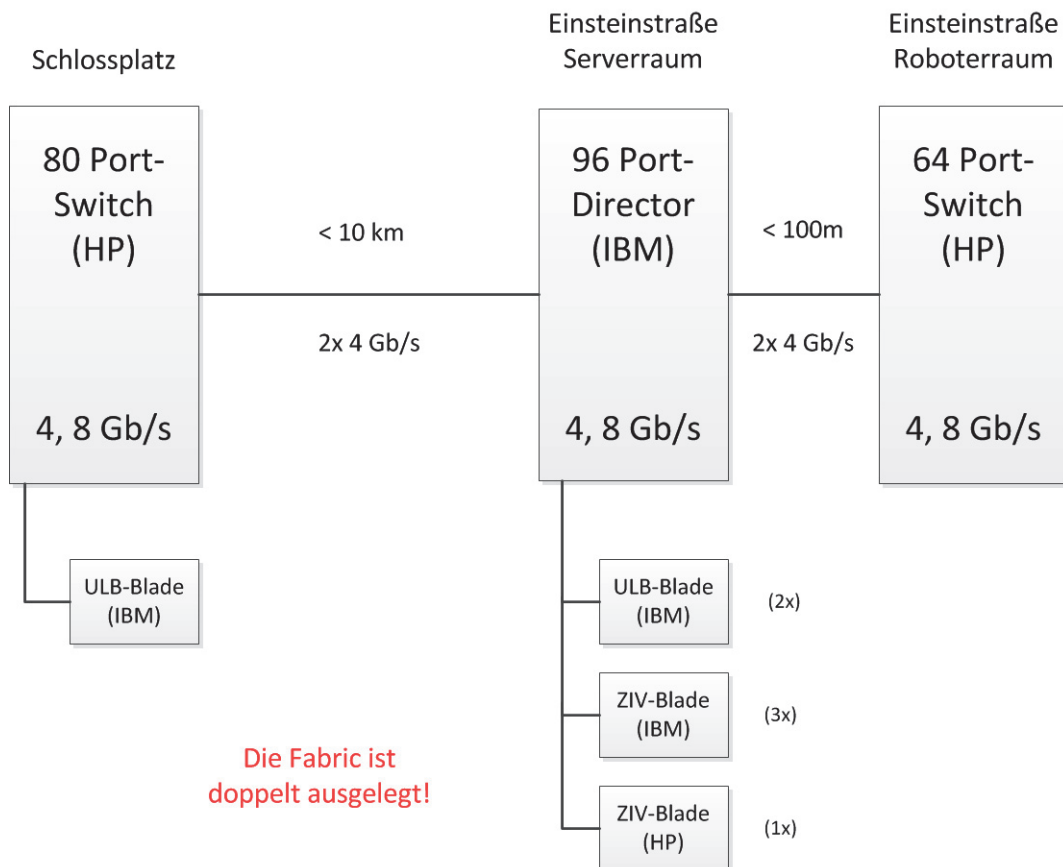 Schlossplatz
Einsteinstraße
Serverraum
Einsteinstraße
Roboterraum
80 Port-
Switch
(HP)
4, 8 Gb/s
< 10 km
2x 4 Gb/s
96 Port-
Director
(IBM)
4, 8 Gb/s
< 100m
2x 4 Gb/s
64 Port-
Switch
(HP)
4, 8 Gb/s
ULB-Blade
(IBM)
ULB-Blade
(IBM)
(2x)
ZIV-Blade
(IBM)
(3x)
ZIV-Blade
(HP)
(1x)
Die Fabric ist
doppelt ausgelegt!